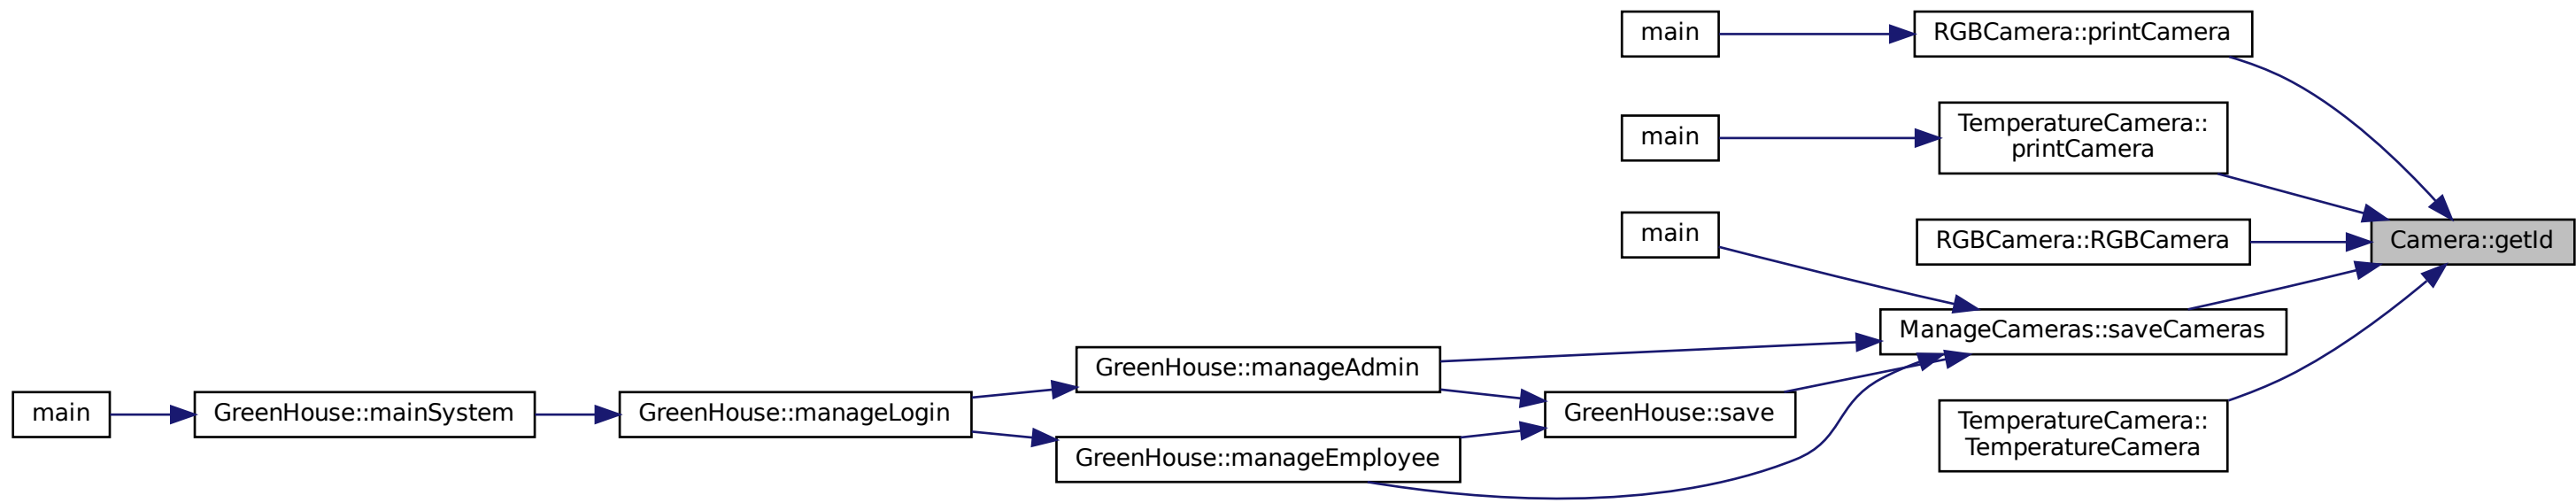 main
RGBCamera::printCamera
main
TemperatureCamera::
printCamera
main
RGBCamera::RGBCamera
Camera::getId
ManageCameras::saveCameras
GreenHouse::manageAdmin
main
GreenHouse::mainSystem
GreenHouse::manageLogin
GreenHouse::save
GreenHouse::manageEmployee
TemperatureCamera::
TemperatureCamera